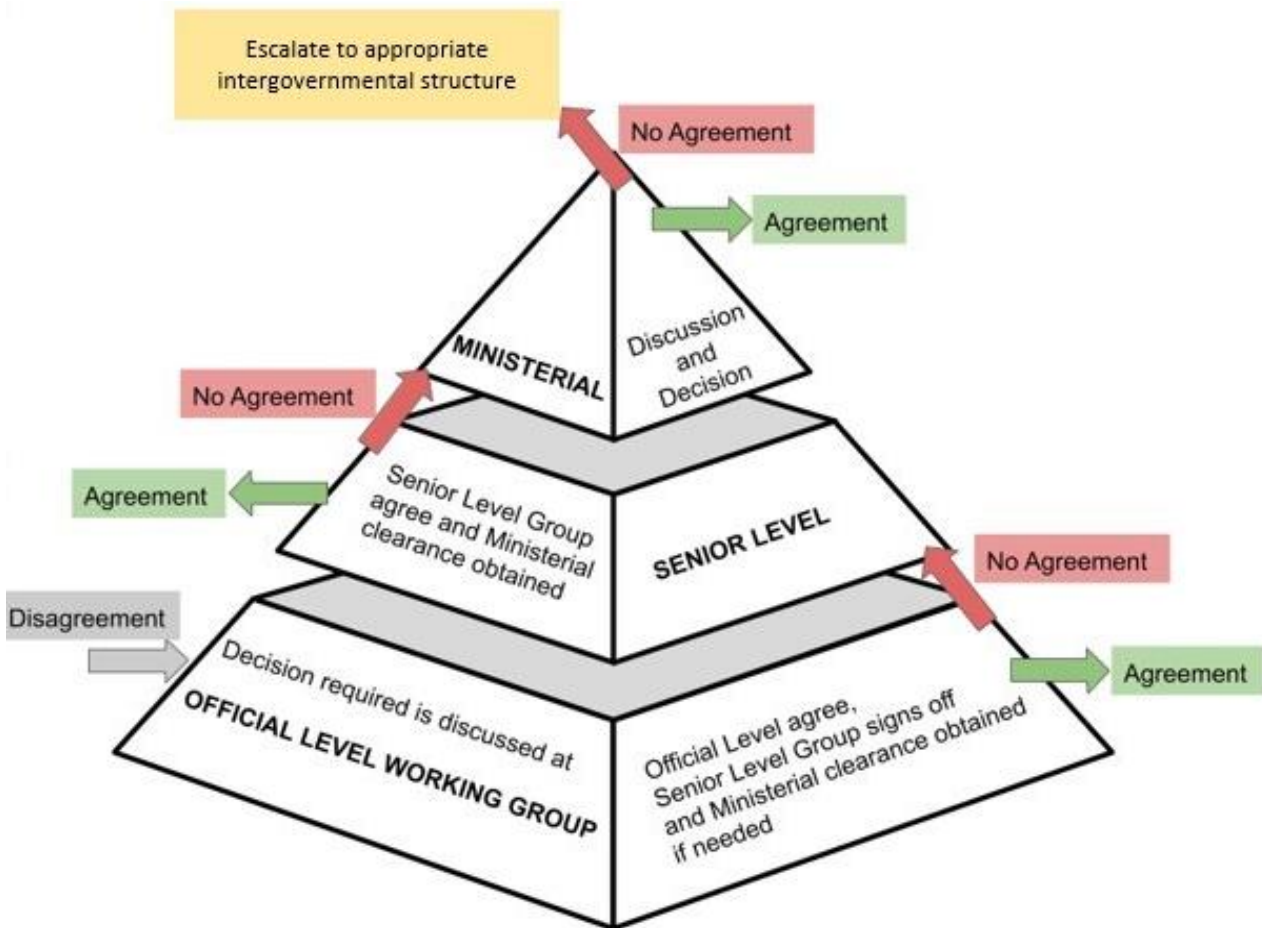 Escalate to appropriate
intergovernmental structure
No Agreement
Agreement
MINISTERIAL
Discussion
and
Decision
No Agreement
Agreement
Senior Level Group
agree and Ministerial
clearance obtained
SENIOR LEVEL
No Agreement
Agreement
Disagreement
Decision required is discussed at
OFFICIAL LEVEL WORKING GROUP
Official Level agree,
Senior Level Group signs off
and Ministerial clearance obtained
if needed